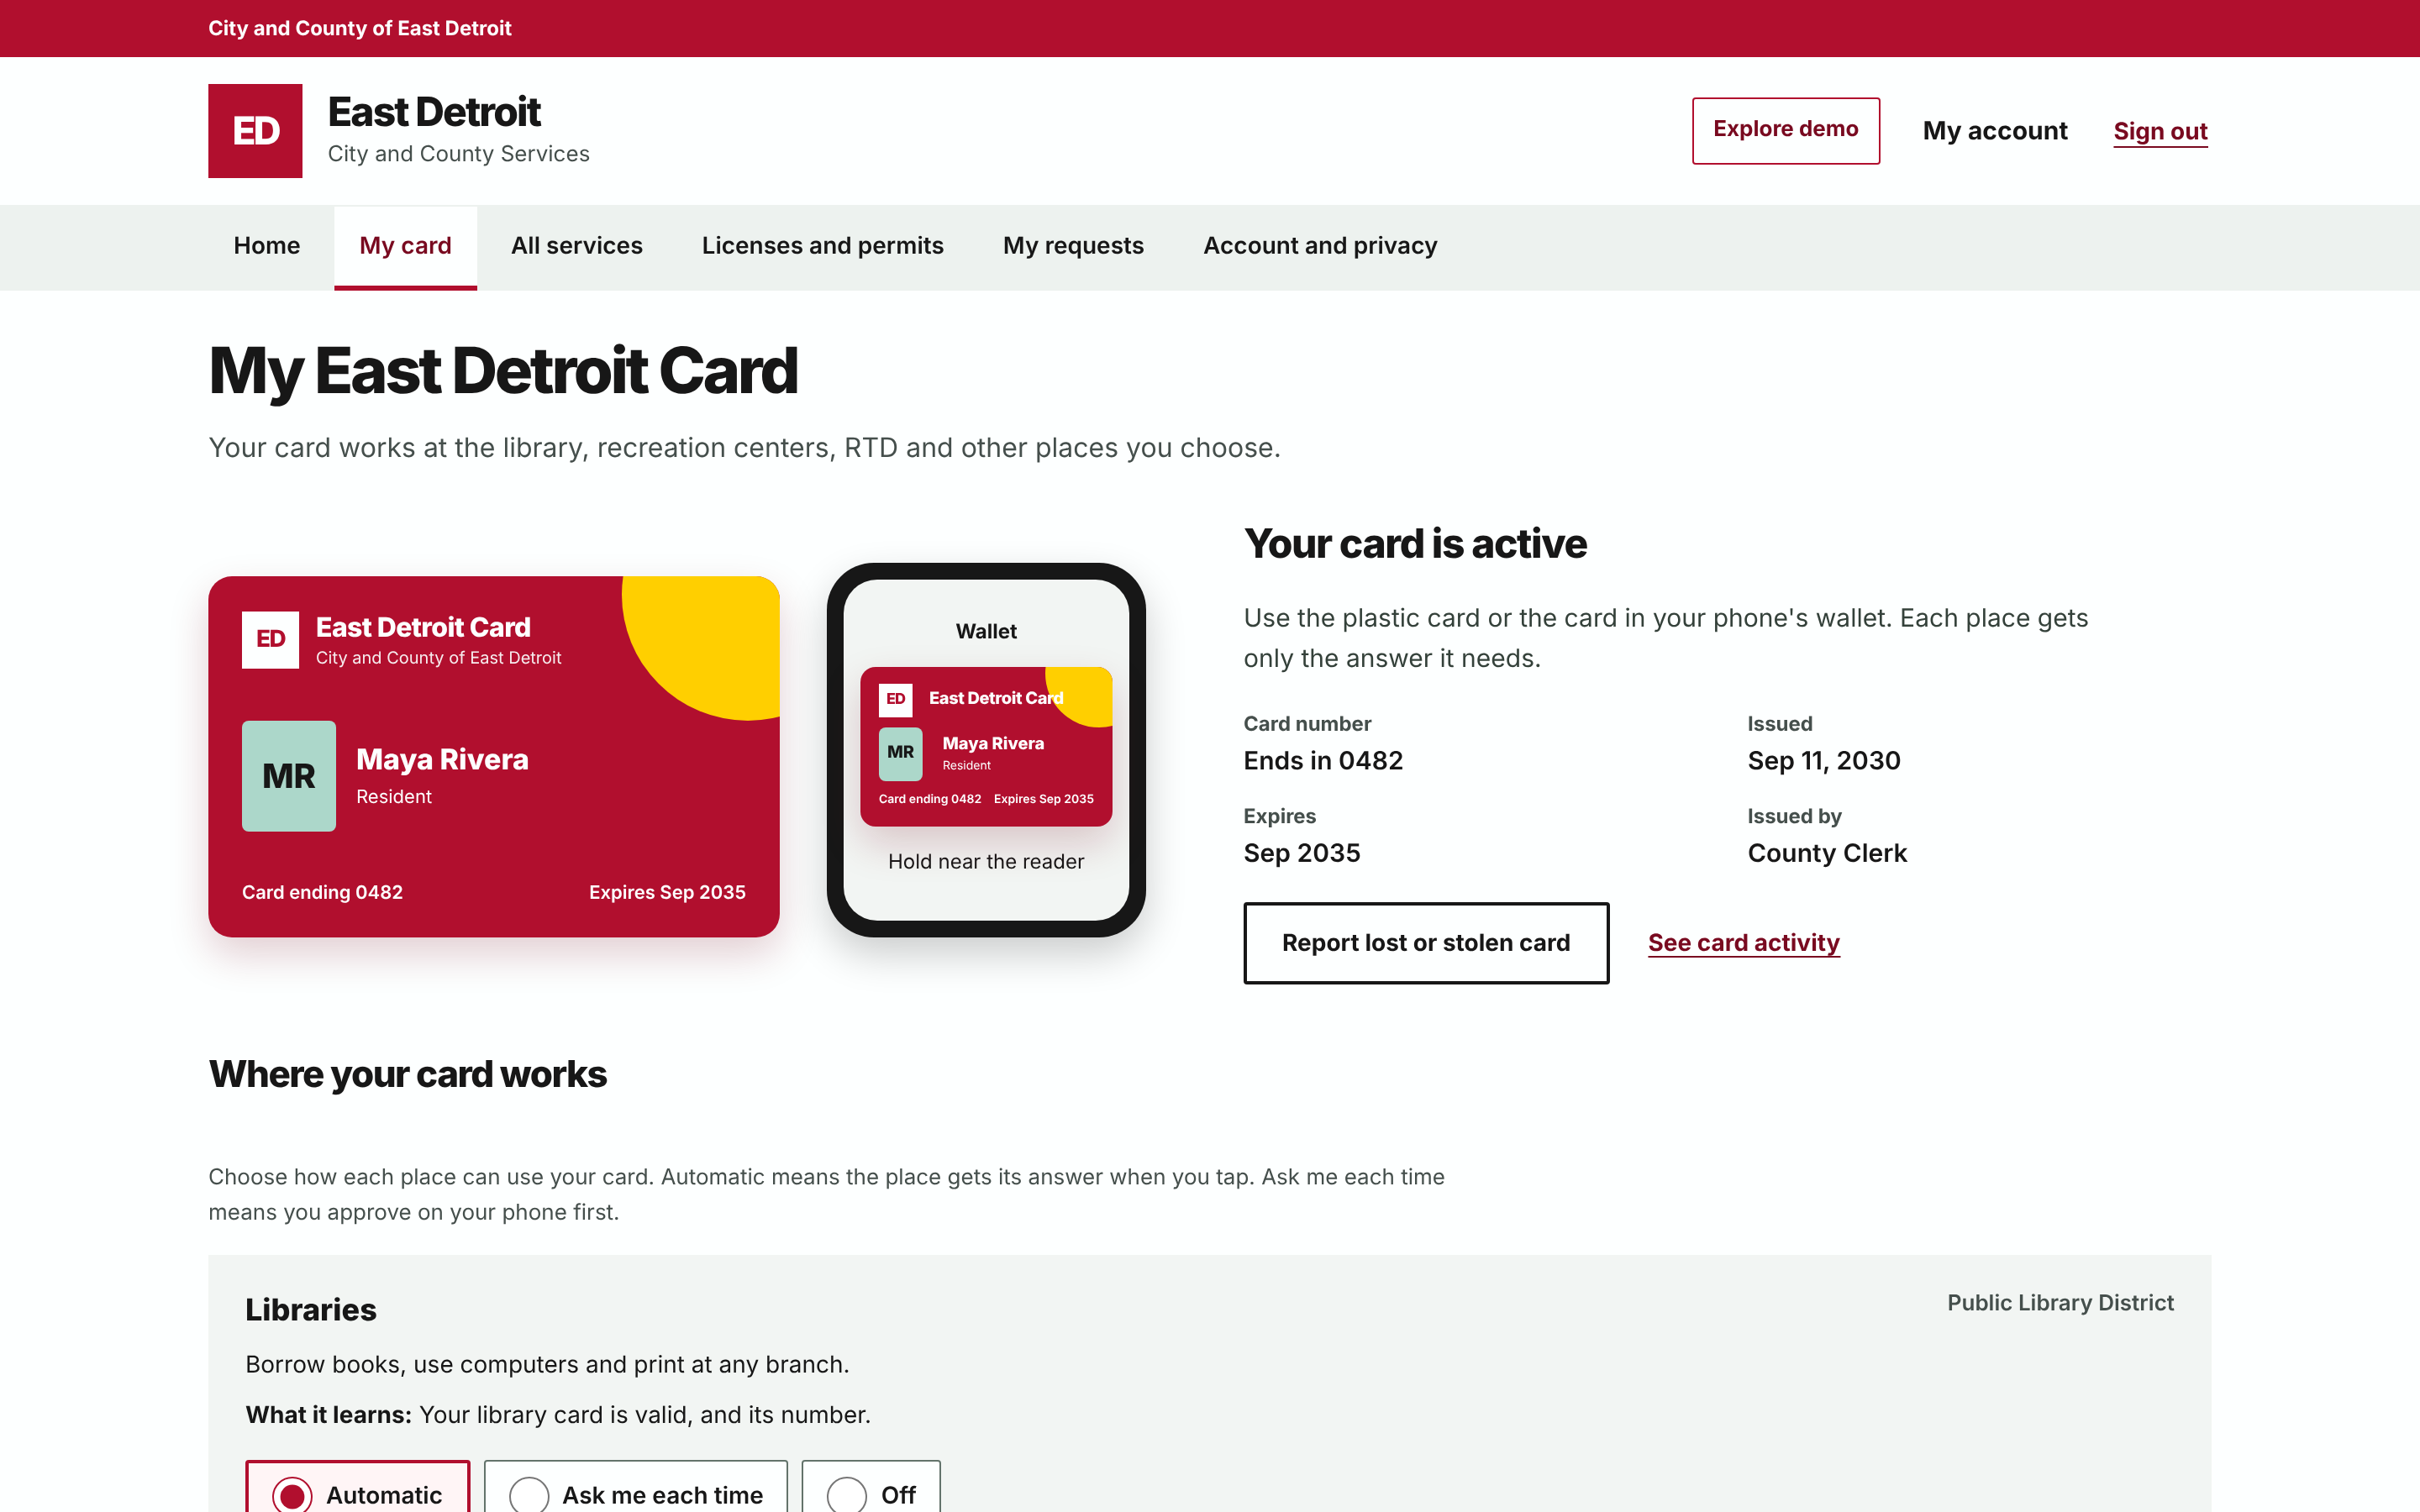 City and County of East Detroit
ED
East Detroit
City and County Services
Explore demo
My account
Sign out
Home
My card
All services
Licenses and permits
My requests
Account and privacy
My East Detroit Card
Your card works at the library, recreation centers, RTD and other places you choose.
ED
East Detroit Card
City and County of East Detroit
MR
Maya Rivera
Resident
Card ending 0482
Expires Sep 2035
Wallet
ED
East Detroit Card
MR
Maya Rivera
Resident
Card ending 0482
Expires Sep 2035
Hold near the reader
Your card is active
Use the plastic card or the card in your phone's wallet. Each place gets
only the answer it needs.
Card number
Ends in 0482
Issued
Sep 11, 2030
Expires
Sep 2035
Issued by
County Clerk
Report lost or stolen card
See card activity
Where your card works
Choose how each place can use your card. Automatic means the place gets its answer when you tap. Ask me each time
means you approve on your phone first.
Libraries
Public Library District
Borrow books, use computers and print at any branch.
What it learns: Your library card is valid, and its number.
Automatic
Ask me each time
Off